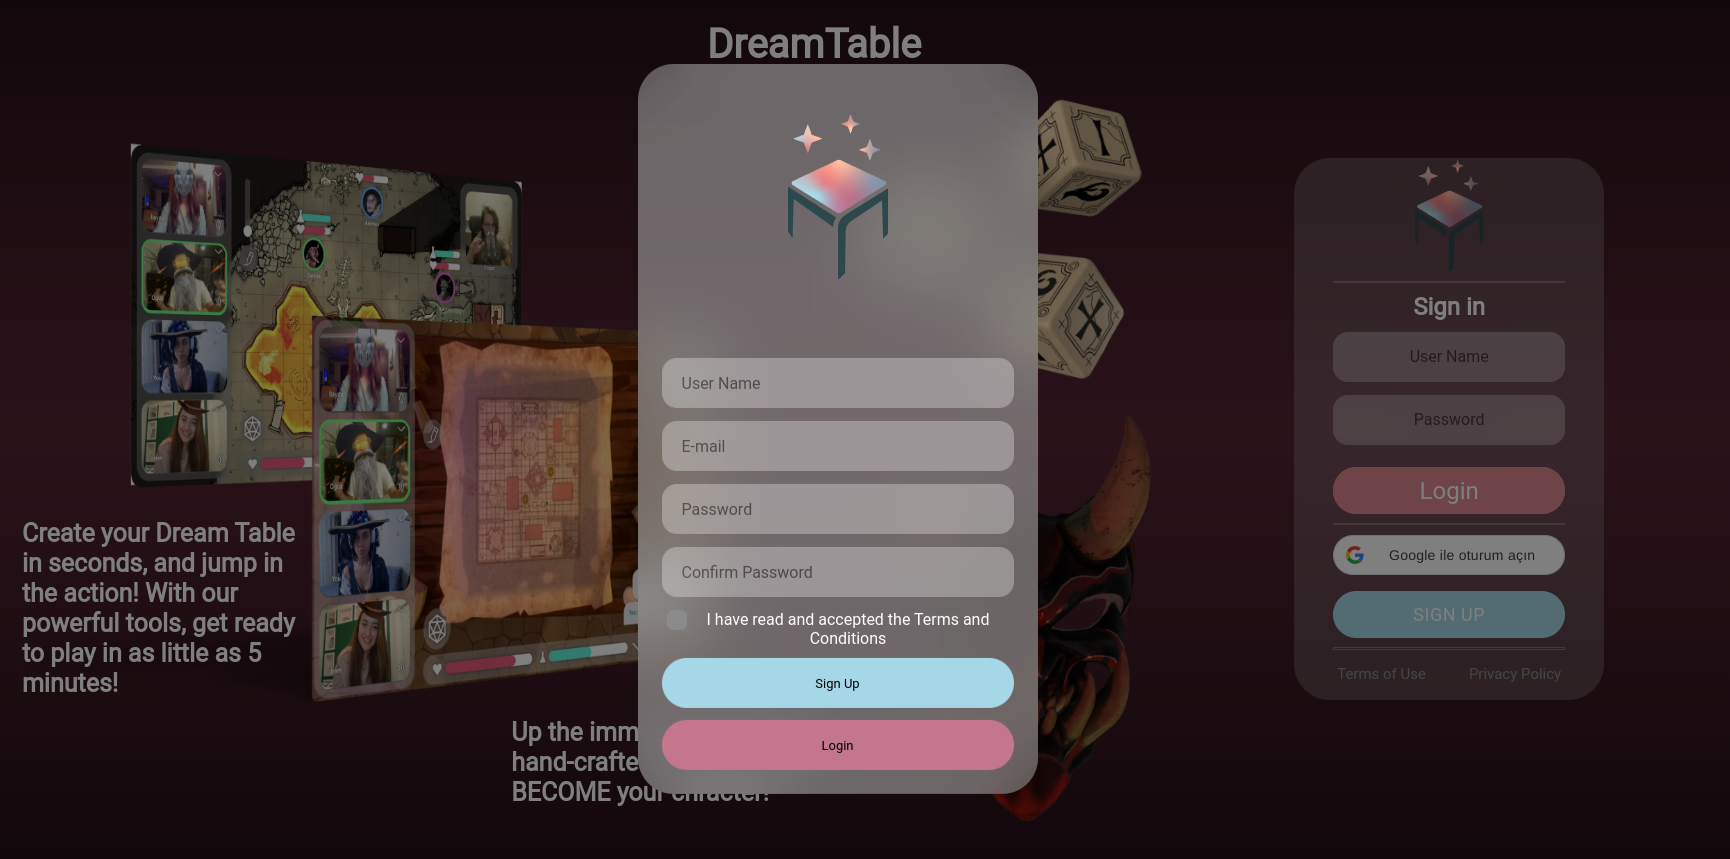 DreamTable
User Name
E-mail
Password
Confirm Password
I have read and accepted the Terms and
Conditions
Sign Up
Login
Create your Dream Table
in seconds, and jump in
the action! With our
powerful tools, get ready
to play in as little as 5
minutes!
Up the imm
hand-crafte
BECOME your
Sign in
User Name
Password
Login
Google ile oturum açın
SIGN UP
Terms of Use
Privacy Policy